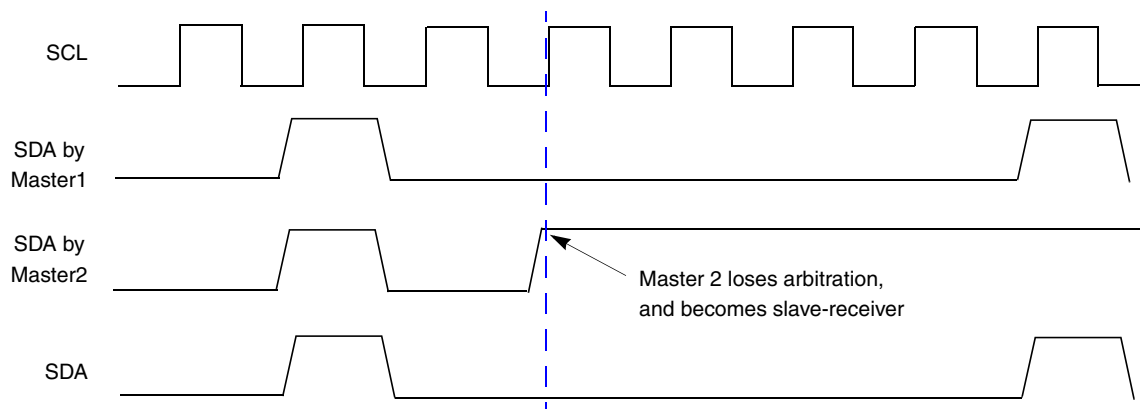 SCL
SDA by
Master1
SDA by
Master2
Master 2 loses arbitration,
and becomes slave-receiver
SDA